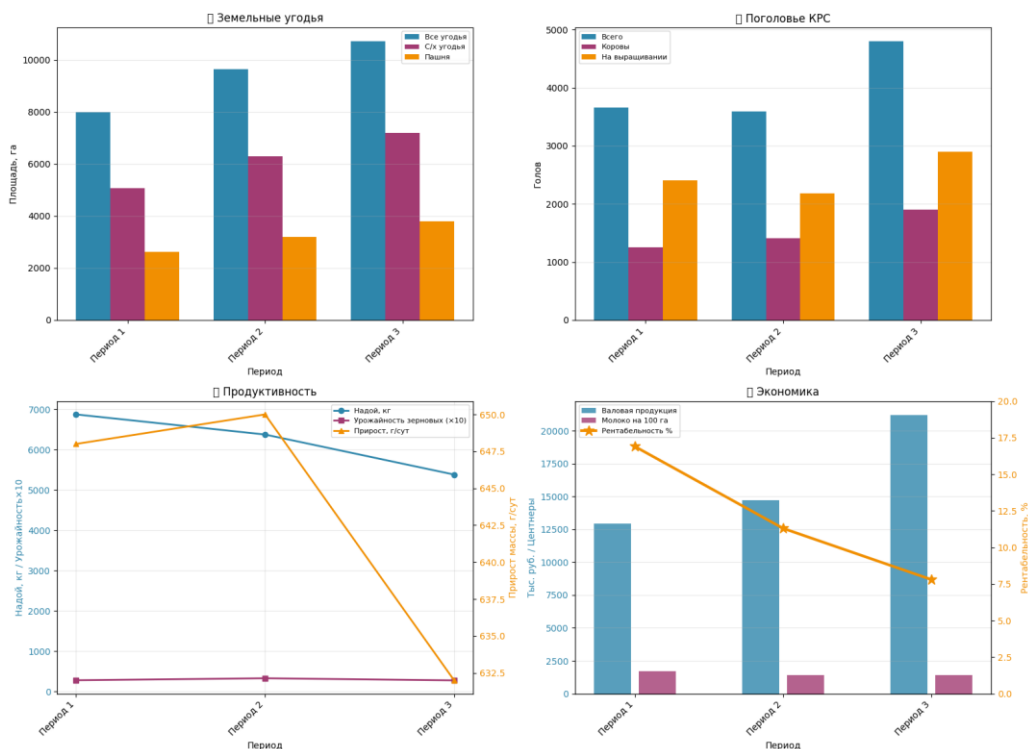 ▯ Земельные угодья
Все угодья
С/х угодья
Пашня
10000
8000
6000
4000
2000
0
Площадь, га
Период 1
Период 2
Период 3
Период
▯ Поголовье КРС
Всего
Коровы
На выращивании
5000
4000
3000
2000
1000
0
Голов
Период 1
Период 2
Период 3
Период
▯ Продуктивность
Надой, кг
Урожайность зерновых (×10)
Прирост, г/сут
7000
6000
5000
4000
3000
2000
1000
0
Надой, кг / Урожайность×10
650.0
647.5
645.0
642.5
640.0
637.5
635.0
632.5
Прирост массы, г/сут
Период 1
Период 2
Период 3
Период
▯ Экономика
Валовая продукция
Молоко на 100 га
Рентабельность %
20000
17500
15000
12500
10000
7500
5000
2500
0
Тыс. руб. / Центнеры
20.0
17.5
15.0
12.5
10.0
7.5
5.0
2.5
0.0
Рентабельность, %
Период 1
Период 2
Период 3
Период